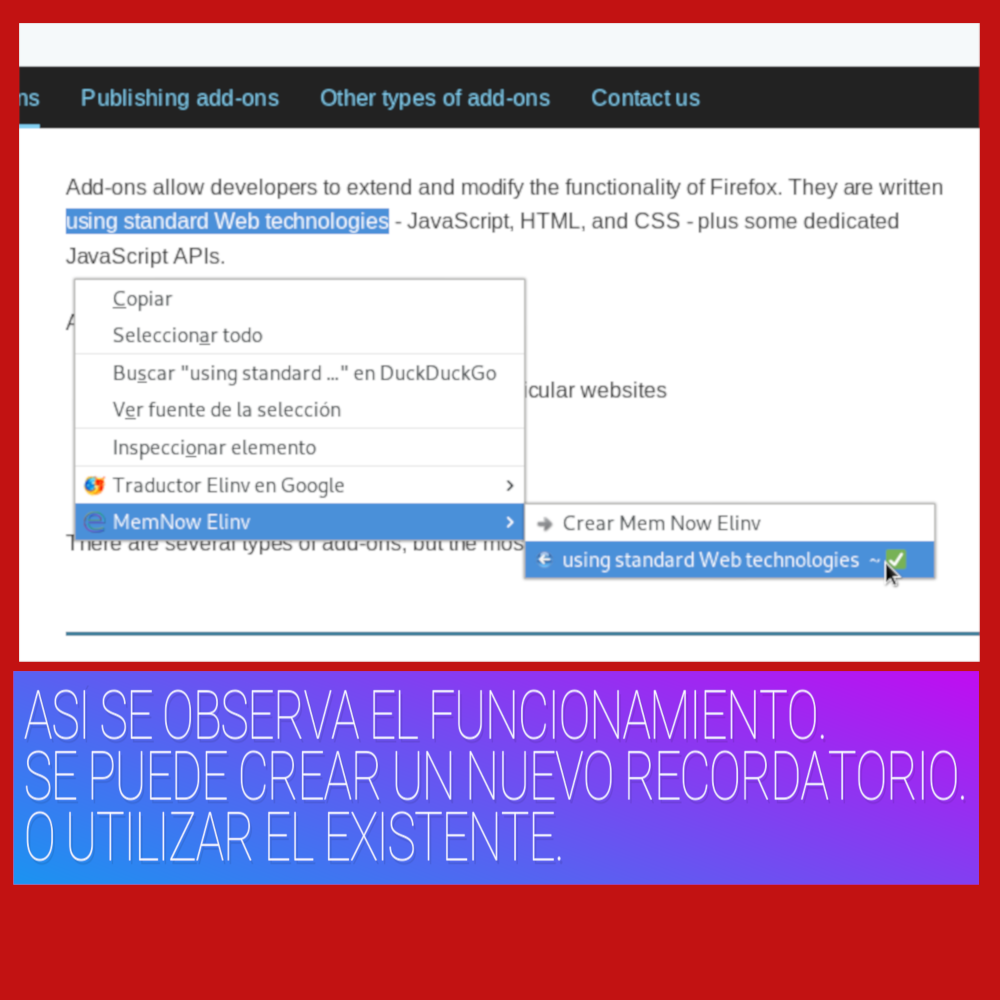 ns Publishing add-ons Other types of add-ons Contact us
Add-ons allow developers to extend and modify the functionality of Firefox. They are written
using standard Web technologies - JavaScript, HTML, and CSS - plus some dedicated
JavaScript APIs.
Copiar
Seleccionar todo
Buscar "using standard ..." en DuckDuckGo
icular websites
Ver fuente de la selección
Inspeccionar elemento
Traductor Elinv en Google
MemNow Elinv
Crear Mem Now Elinv
There are several types of add-ons, but the mos
using standard Web technologies ~ ✅
ASI SE OBSERVA EL FUNCIONAMIENTO.
SE PUEDE CREAR UN NUEVO RECORDATORIO.
O UTILIZAR EL EXISTENTE.